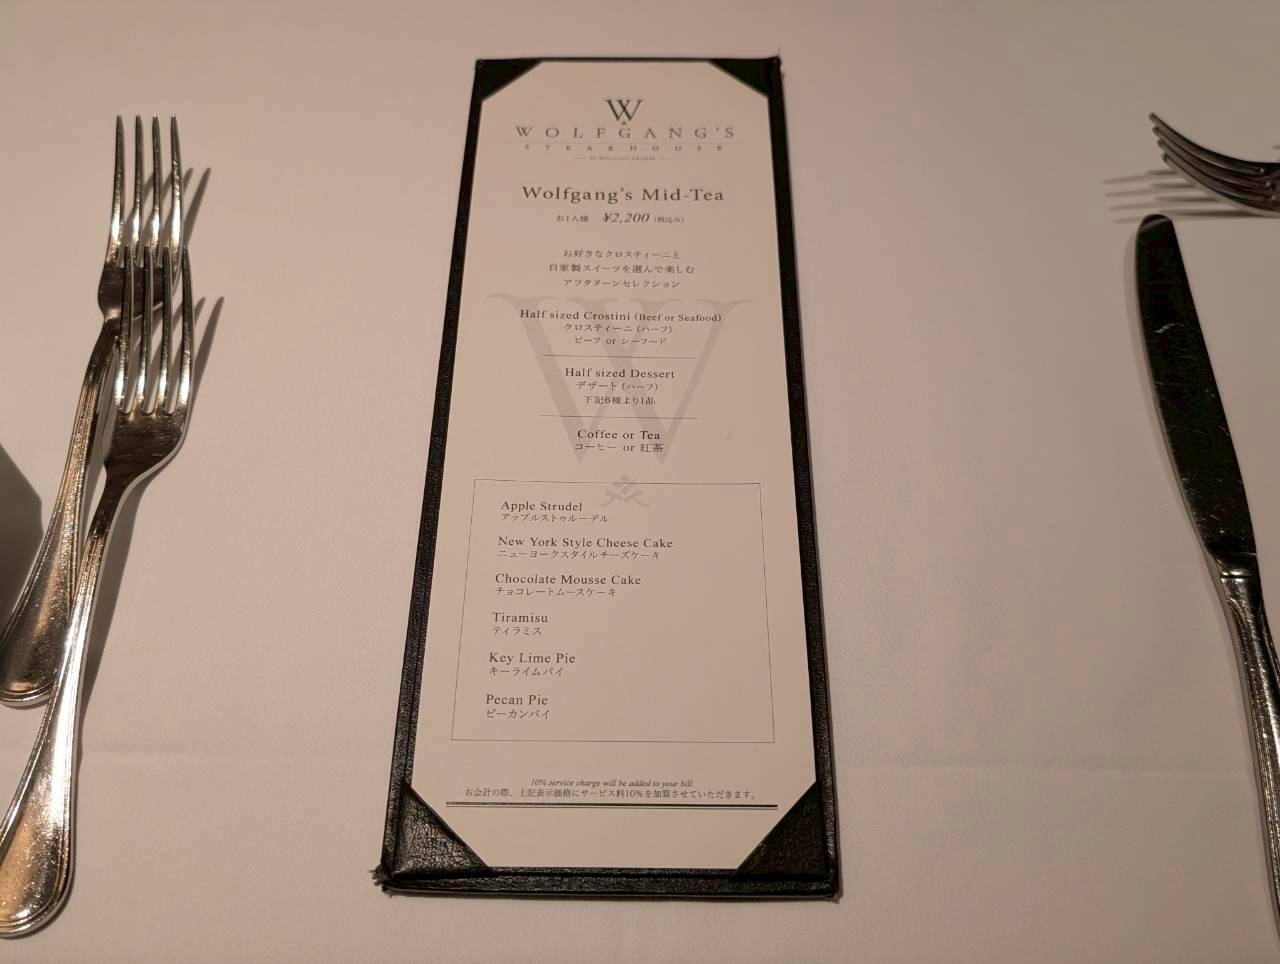 W
WOLFGANG'S
STEAKHOUSE
BY WOLFGANG ZWIENER
Wolfgang's Mid-Tea
お1人様 ¥2,200 (税込み)
お好きなクロスティーニと
自家製スイーツを選んで楽しむ
アフタヌーンセレクション
Half sized Crostini (Beef or Seafood)
クロスティーニ (ハーフ)
ビーフ or シーフード
Half sized Dessert
デザート (ハーフ)
下記6種より1品
Coffee or Tea
コーヒー or 紅茶
Apple Strudel
アップルストゥルーデル
New York Style Cheese Cake
ニューヨークスタイルチーズケーキ
Chocolate Mousse Cake
チョコレートムースケーキ
Tiramisu
ティラミス
Key Lime Pie
キーライムパイ
Pecan Pie
ピーカンパイ
10% service charge will be added to your bill
お会計の際、上記表示価格にサービス料10%を加算させていただきます。